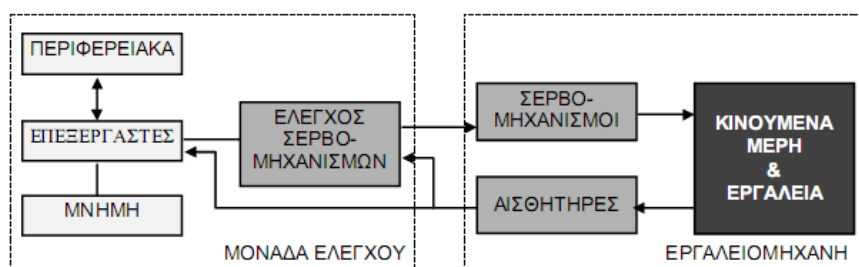 ΠΕΡΙΦΕΡΕΙΑΚΑ
ΕΠΕΞΕΡΓΑΣΤΕΣ
ΜΝΗΜΗ
ΕΛΕΓΧΟΣ
ΣΕΡΒΟ-
ΜΗΧΑΝΙΣΜΩΝ
ΜΟΝΑΔΑ ΕΛΕΓΧΟΥ
ΣΕΡΒΟ-
ΜΗΧΑΝΙΣΜΟΙ
ΑΙΣΘΗΤΗΡΕΣ
ΚΙΝΟΥΜΕΝΑ
ΜΕΡΗ
&
ΕΡΓΑΛΕΙΑ
ΕΡΓΑΛΕΙΟΜΗΧΑΝΗ